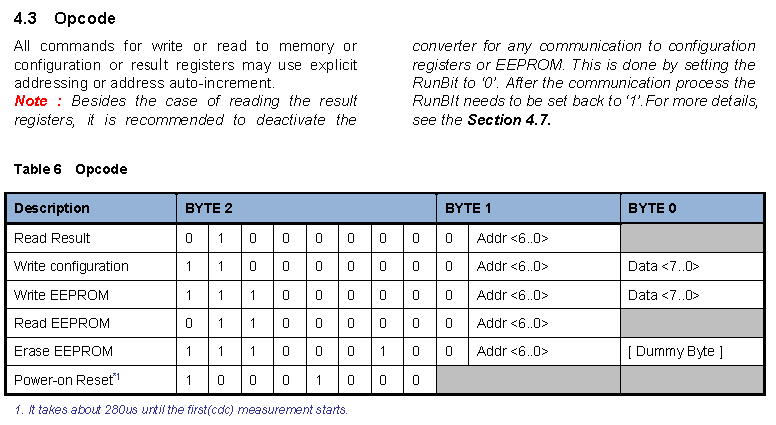 4.3 Opcode
All commands for write or read to memory or
configuration or result registers may use explicit
addressing or address auto-increment.
Note : Besides the case of reading the result
registers, it is recommended to deactivate the
converter for any communication to configuration
registers or EEPROM. This is done by setting the
RunBit to ‘0’. After the communication process the
RunBIt needs to be set back to ‘1’.For more details,
see the Section 4.7.
Table 6 Opcode
Description BYTE 2 BYTE 1 BYTE 0
Read Result 0 1 0 0 0 0 0 0 0 Addr <6..0>
Write configuration 1 1 0 0 0 0 0 0 0 Addr <6..0> Data <7..0>
Write EEPROM 1 1 1 0 0 0 0 0 0 Addr <6..0> Data <7..0>
Read EEPROM 0 1 1 0 0 0 0 0 0 Addr <6..0>
Erase EEPROM 1 1 1 0 0 0 1 0 0 Addr <6..0> [ Dummy Byte ]
Power-on Reset*1 1 0 0 0 1 0 0 0
1. It takes about 280us until the first(cdc) measurement starts.